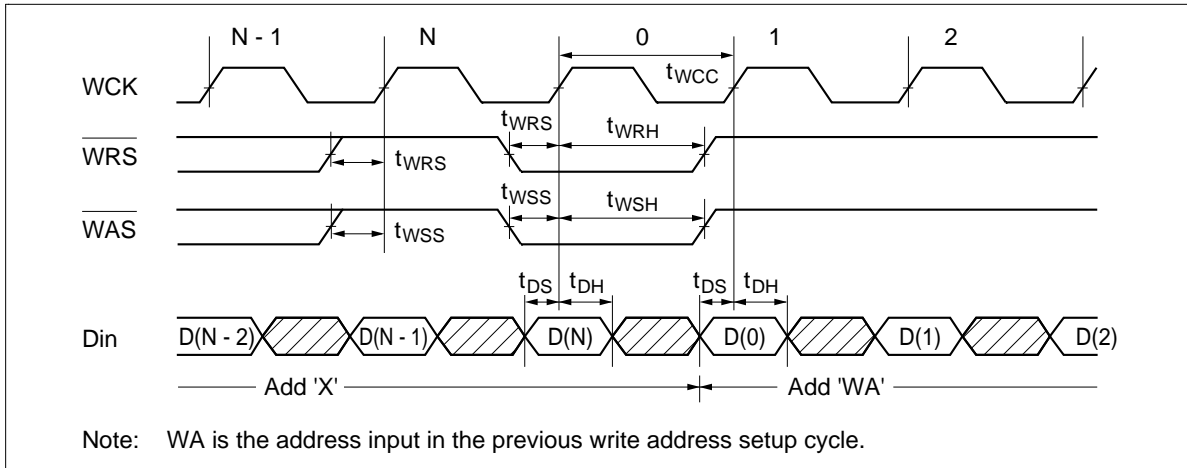 N - 1 N 0 1 2
WCK tWCC
tWRS tWRH
WRS tWRS
tWSS tWSH
WAS tWSS
tDS tDH tDS tDH
Din D(N - 2) D(N - 1) D(N) D(0) D(1) D(2)
Add 'X' Add 'WA'
Note: WA is the address input in the previous write address setup cycle.